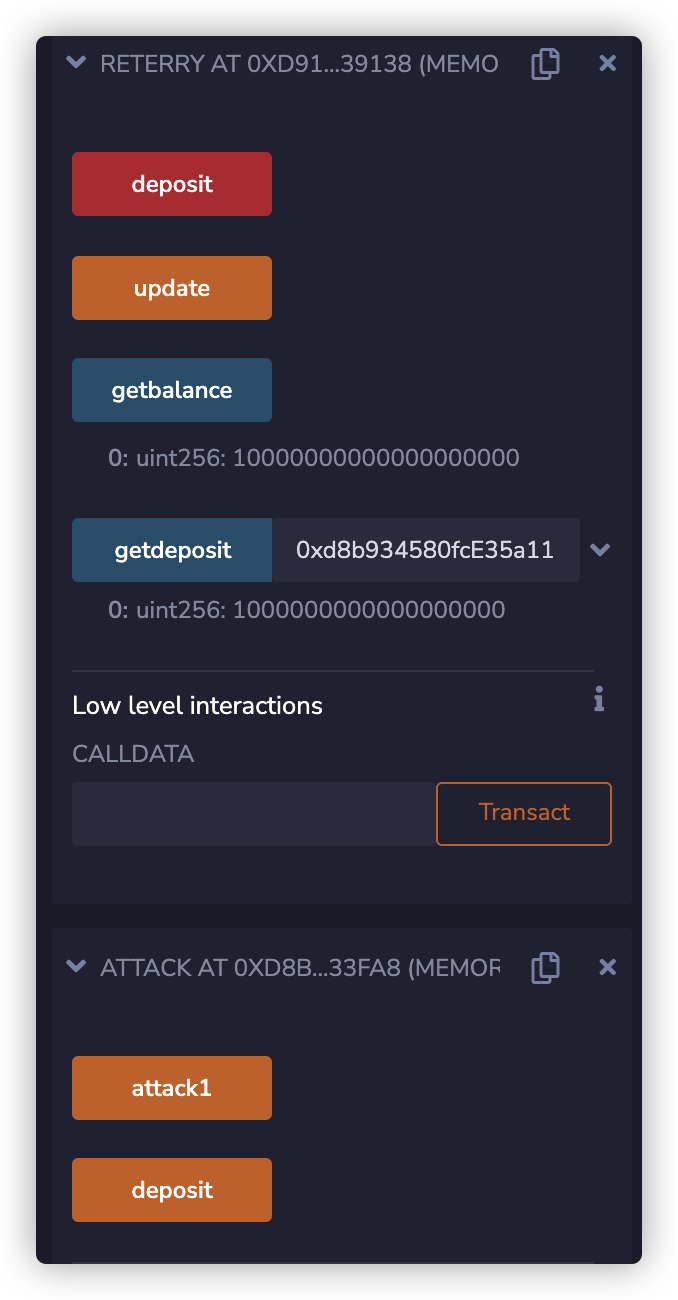 RETERRY AT 0XD91...39138 (MEMO
deposit
update
getbalance
0: uint256: 10000000000000000000
getdeposit 0xd8b934580fcE35a11
0: uint256: 1000000000000000000
Low level interactions
CALLDATA
Transact
ATTACK AT 0XD8B...33FA8 (MEMOR
attack1
deposit